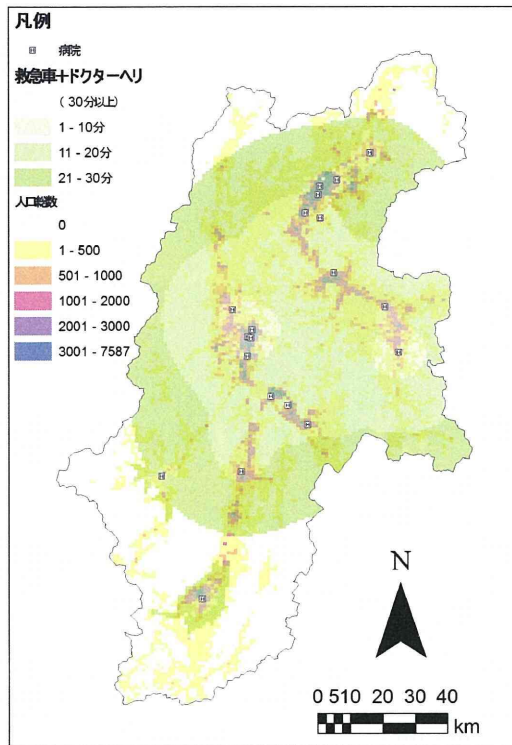 凡例
病院
救急車+ドクターヘリ
（30分以上）
1 - 10分
11 - 20分
21 - 30分
人口総数
0
1 - 500
501 - 1000
1001 - 2000
2001 - 3000
3001 - 7587
N
0 5 10 20 30 40
km